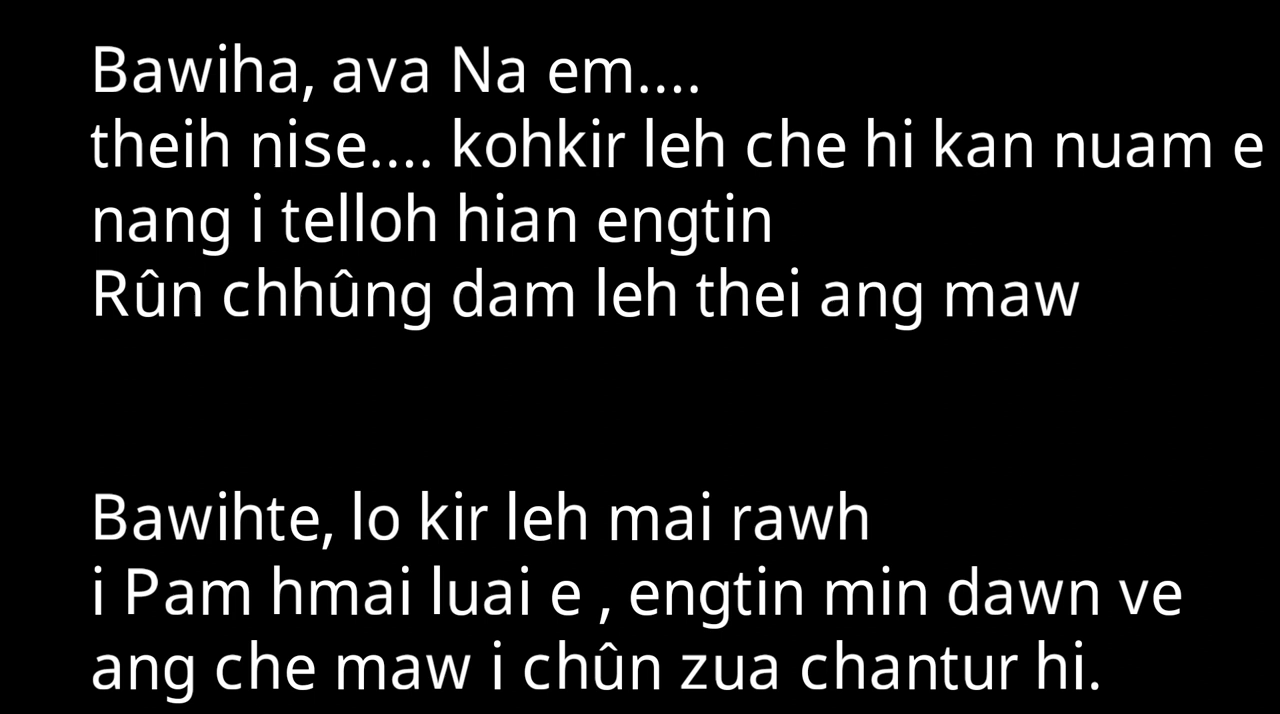 Bawiha, ava Na em....
theih nise.... kohkir leh che hi kan nuam e
nang i telloh hian engtin
Rûn chhûng dam leh thei ang maw
Bawihte, lo kir leh mai rawh
i Pam hmai luai e , engtin min dawn ve
ang che maw i chûn zua chantur hi.